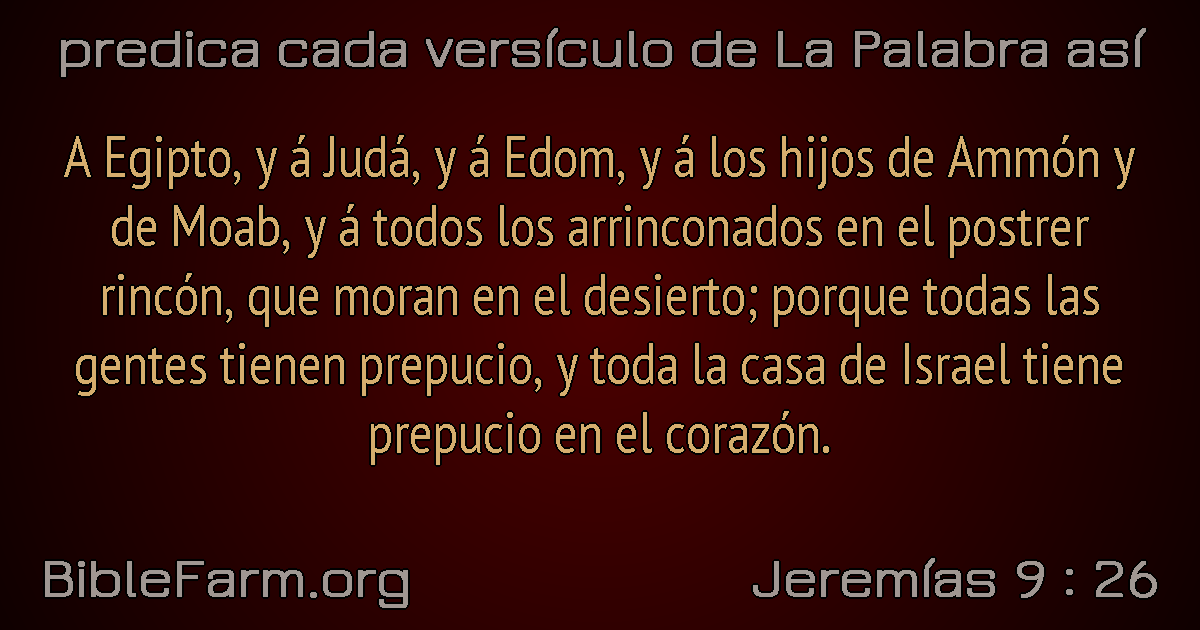 predica cada versículo de La Palabra así
A Egipto, y á Judá, y á Edom, y á los hijos de Ammón y
de Moab, y á todos los arrinconados en el postrer
rincón, que moran en el desierto; porque todas las
gentes tienen prepucio, y toda la casa de Israel tiene
prepucio en el corazón.
BibleFarm.org
Jeremías 9 : 26